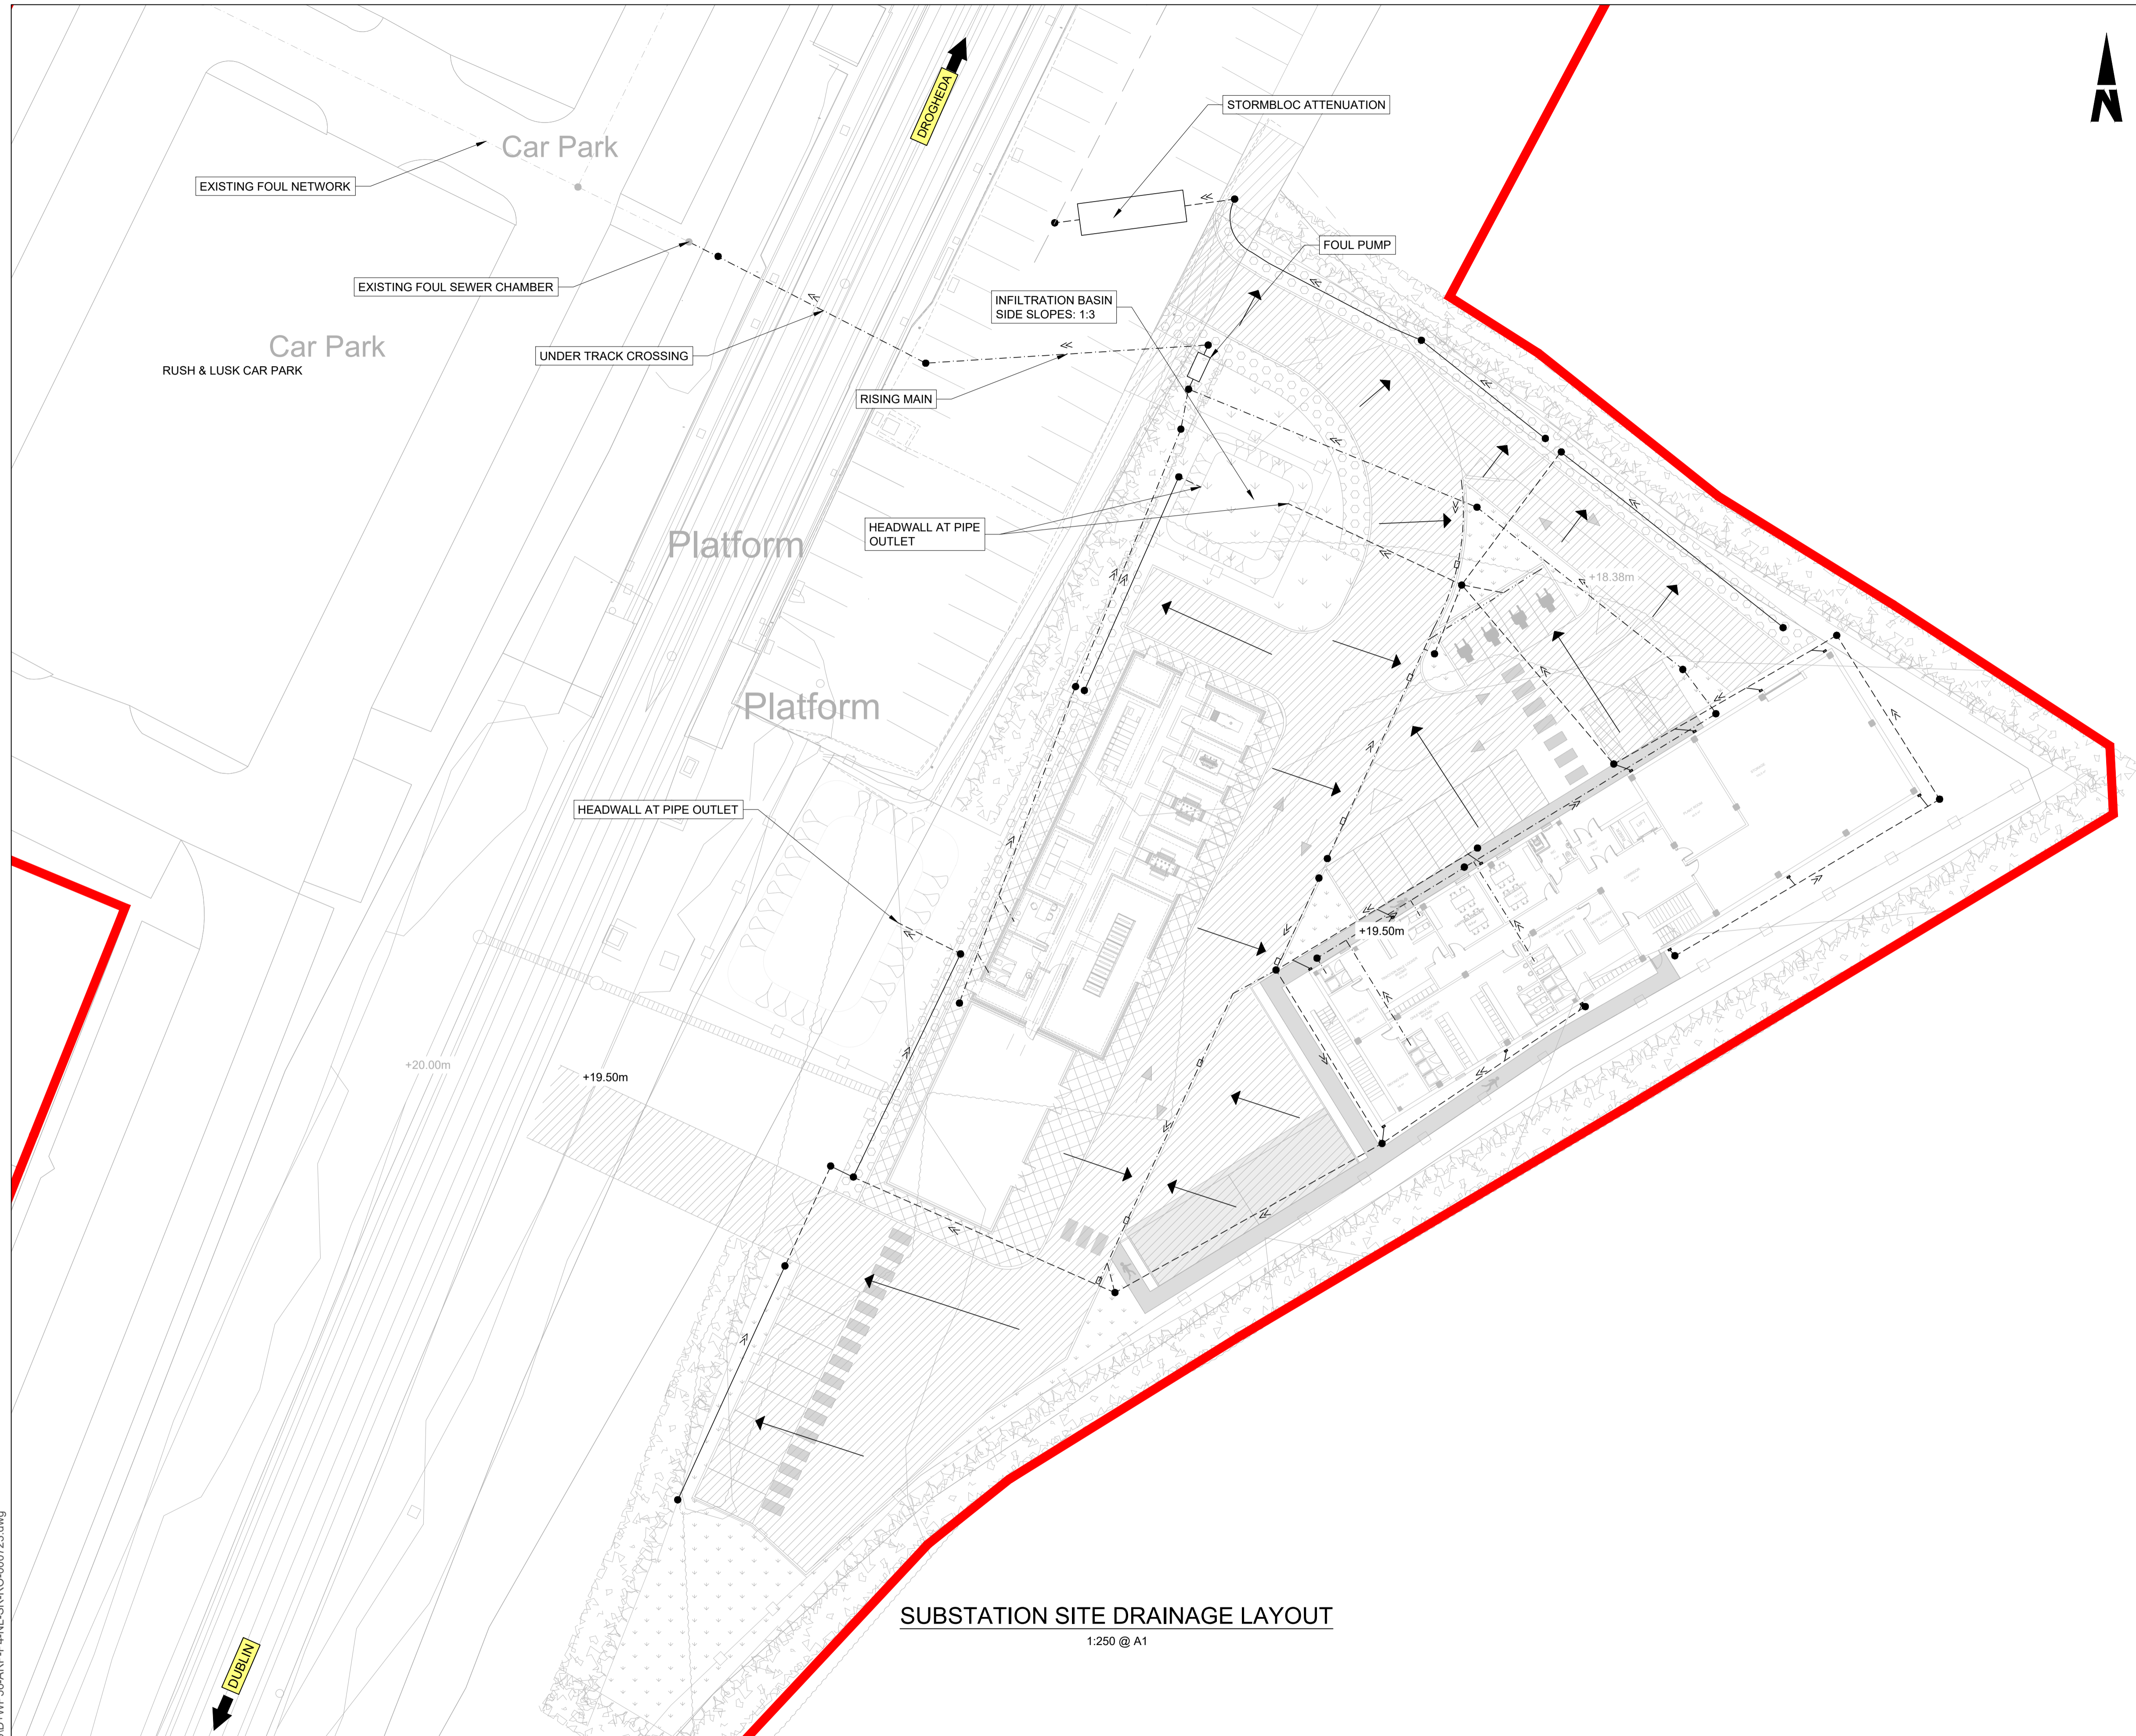 DROGHEDA
N
STORMBLOC ATTENUATION
Car Park
EXISTING FOUL NETWORK
FOUL PUMP
EXISTING FOUL SEWER CHAMBER
INFILTRATION BASIN
SIDE SLOPES: 1:3
Car Park
UNDER TRACK CROSSING
RUSH & LUSK CAR PARK
RISING MAIN
HEADWALL AT PIPE
OUTLET
Platform
+18.38m
Platform
HEADWALL AT PIPE OUTLET
+19.50m
+20.00m
+19.50m
SUBSTATION SITE DRAINAGE LAYOUT
1:250 @ A1
DUBLIN